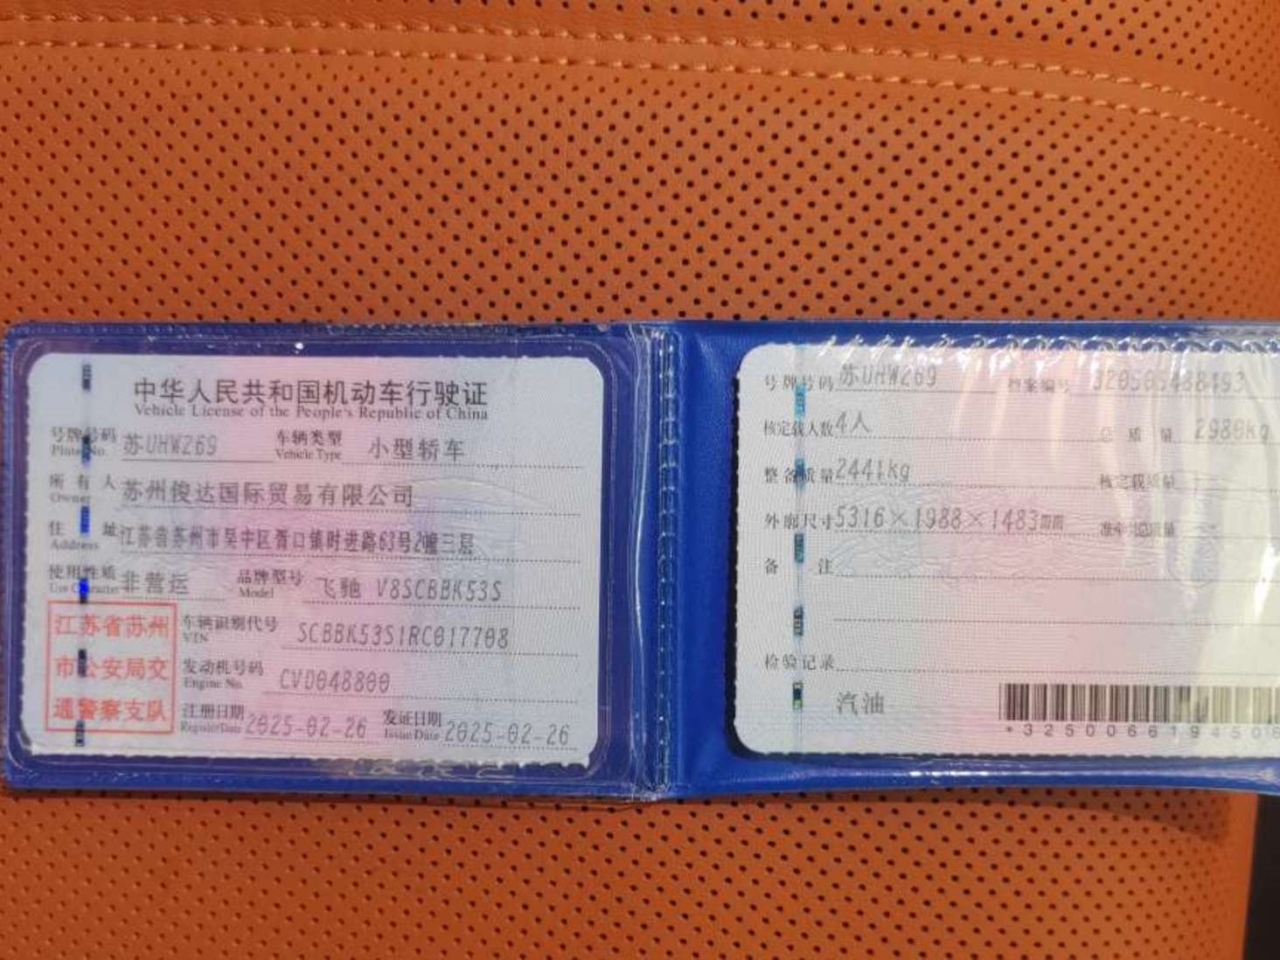 中华人民共和国机动车行驶证
Vehicle License of the People's Republic of China
号牌号码 苏UHW269 车辆类型 小型轿车
Plate No. Vehicle Type
所有人 苏州俊达国际贸易有限公司
Owner
住址 江苏省苏州市吴中区胥口镇时进路63号2幢三层
Address
使用性质 非营运 品牌型号 飞驰 V8SCBBK53S
Use Character Model
江苏省苏州
市公安局交
通警察支队
车辆识别代号 SCBBK53S1RC017708
VIN
发动机号码 CVD048800
Engine No.
注册日期 2025-02-26 发证日期 2025-02-26
Register Date Issue Date
号牌号码 苏UHW269 档案编号 320505488493
核定载人数 4人 总质量 2980kg
整备质量 2441kg 核定载质量
外廓尺寸 5316×1988×1483mm 准牵引总质量
备注
检验记录
汽油
*325006619450